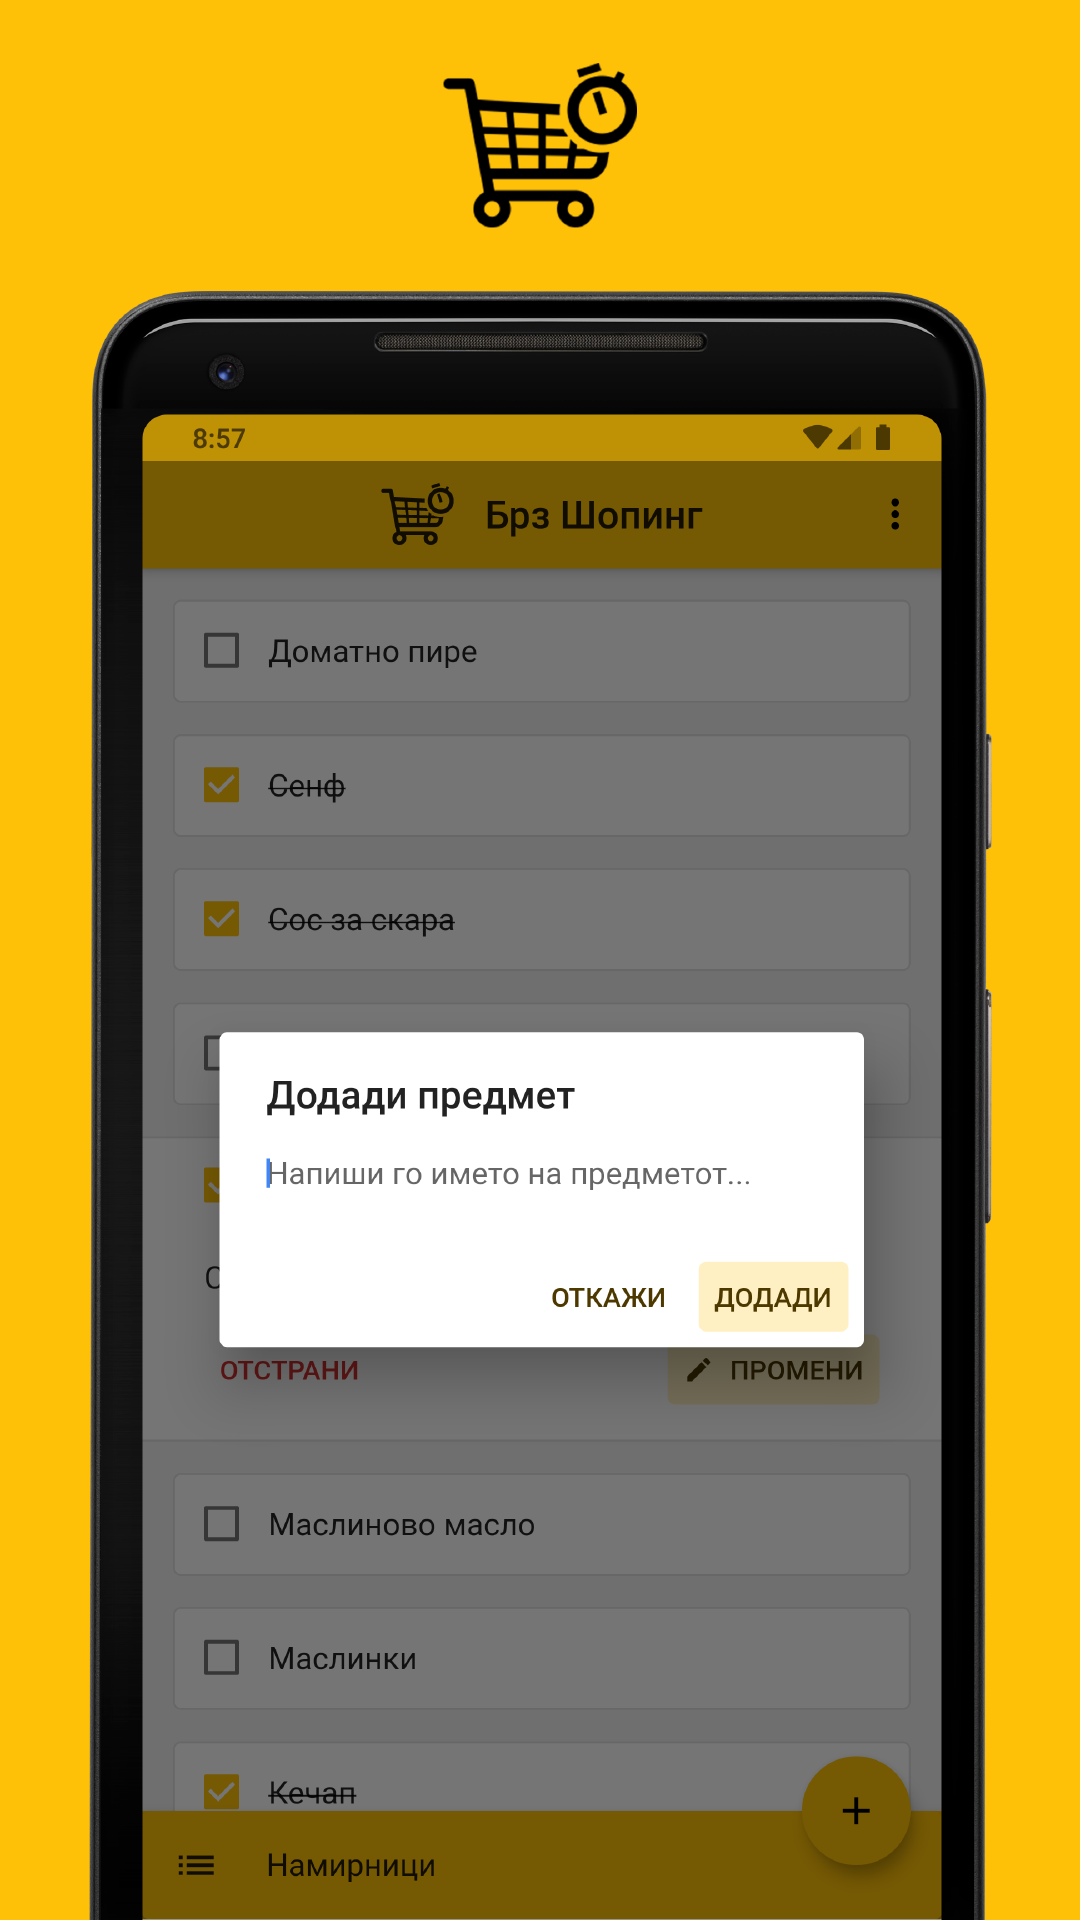 8:57
Брз Шопинг
Доматно пире
Сенф
Сос за скара
Додади предмет
Напиши го името на предметот...
ОТКАЖИ
ДОДАДИ
ОТСТРАНИ
ПРОМЕНИ
Маслиново масло
Маслинки
Кечап
Намирници